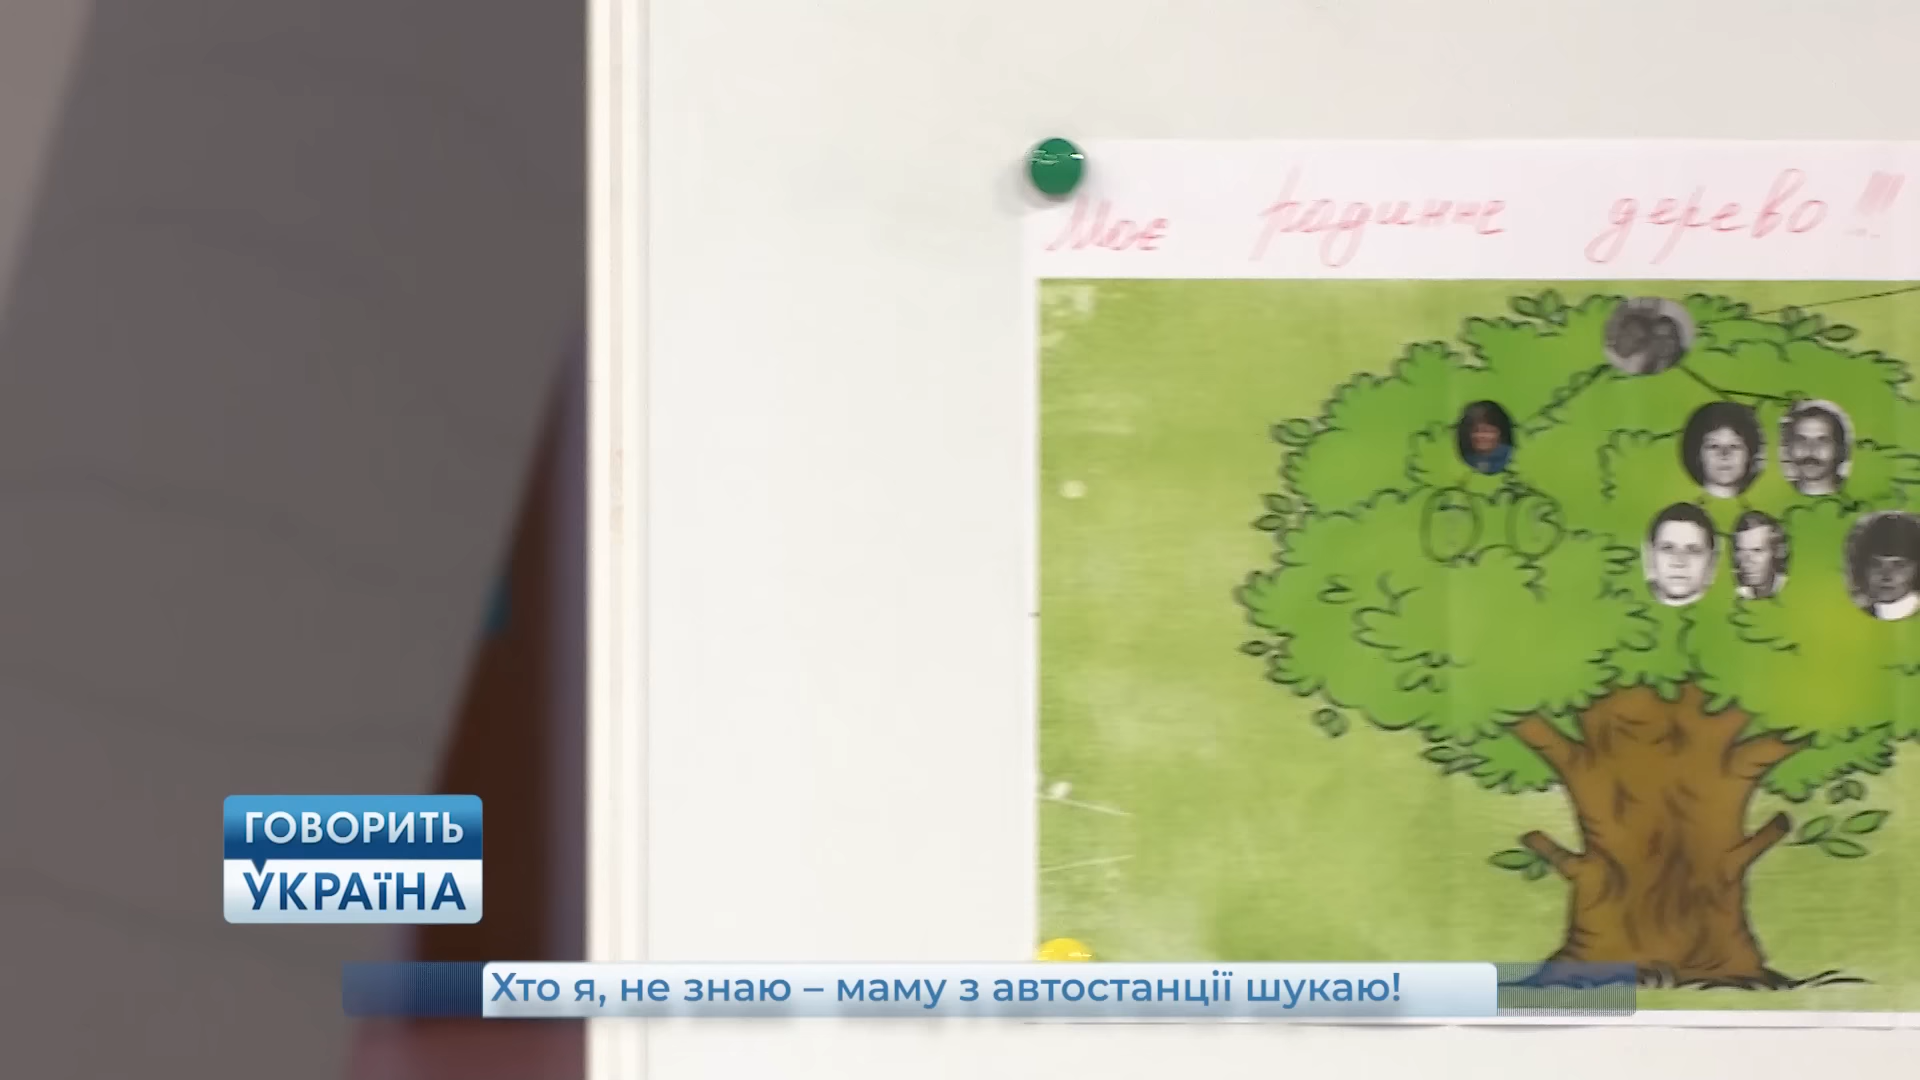 Моє родинне дерево!!!
ГОВОРИТЬ
УКРАЇНА
Хто я, не знаю – маму з автостанції шукаю!